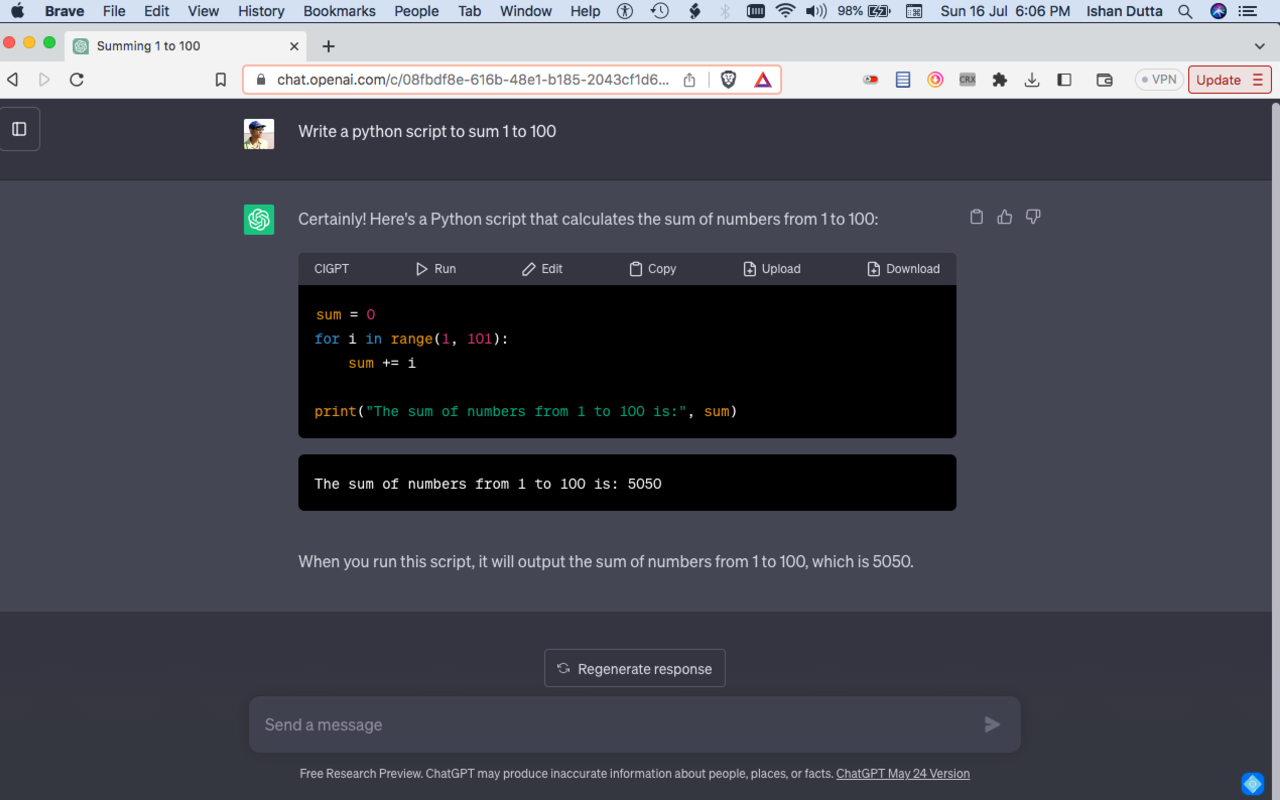 Brave File Edit View History Bookmarks People Tab Window Help 98% Sun 16 Jul 6:06 PM Ishan Dutta
Summing 1 to 100
chat.openai.com/c/08fbdf8e-616b-48e1-b185-2043cf1d6... CRX VPN Update
Write a python script to sum 1 to 100
Certainly! Here's a Python script that calculates the sum of numbers from 1 to 100:
CIGPT Run Edit Copy Upload Download
sum = 0
for i in range(1, 101):
    sum += i
print("The sum of numbers from 1 to 100 is:", sum)
The sum of numbers from 1 to 100 is: 5050
When you run this script, it will output the sum of numbers from 1 to 100, which is 5050.
Regenerate response
Send a message
Free Research Preview. ChatGPT may produce inaccurate information about people, places, or facts. ChatGPT May 24 Version